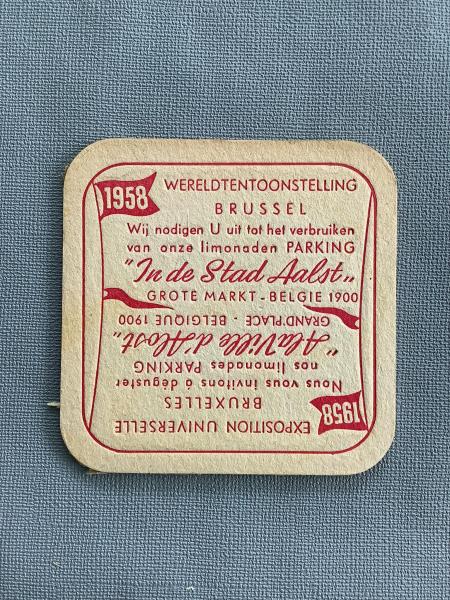 1958
WERELDTENTOONSTELLING
BRUSSEL
Wij nodigen U uit tot het verbruiken
van onze limonaden PARKING
"In de Stad Aalst"
GROTE MARKT - BELGIE 1900
1958
EXPOSITION UNIVERSELLE
BRUXELLES
Nous vous invitons à déguster
nos limonades PARKING
"A la Ville d'Alost"
GRAND'PLACE - BELGIQUE 1900